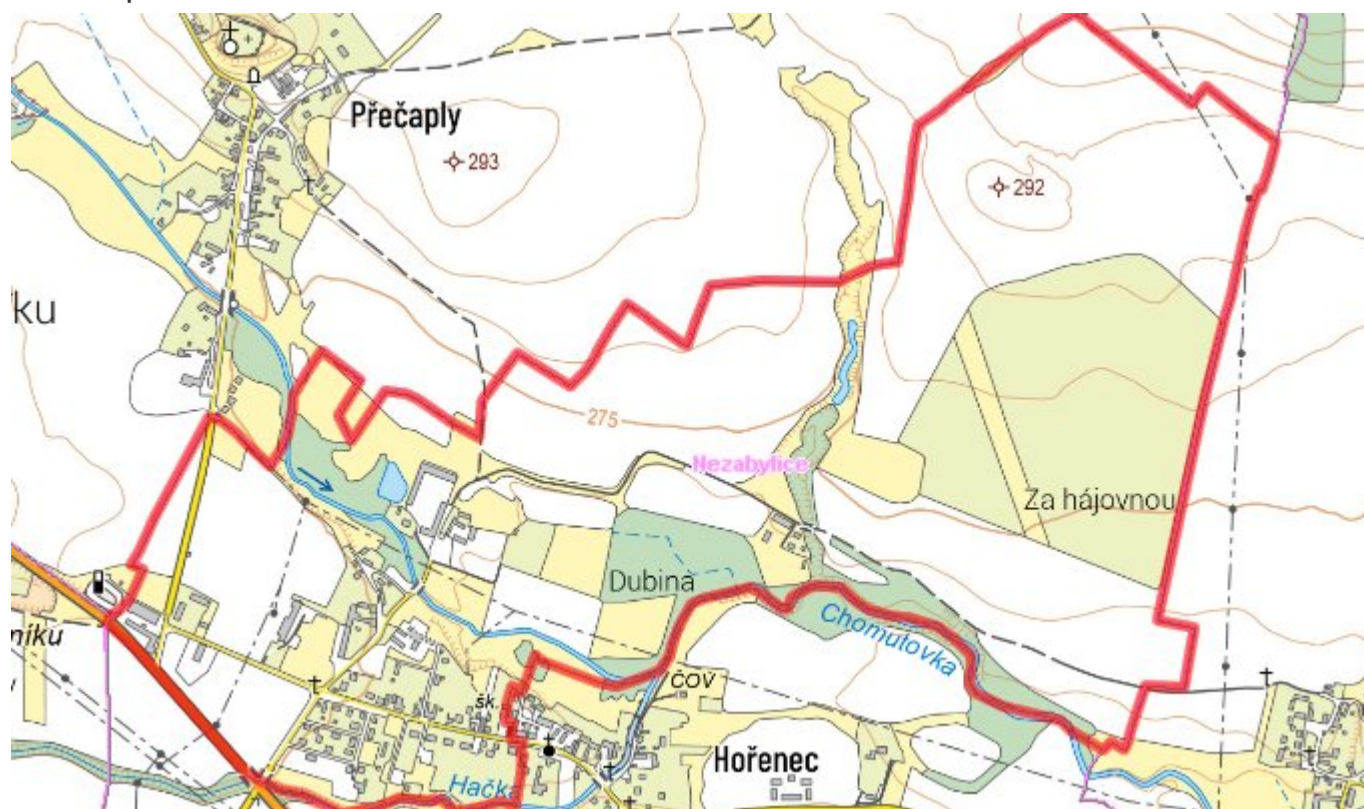 Přečaply
293
292
ku
275
Nezabylice
Za hájovnou
Dubina
Chomutovka
níku
ČOV
šk.
Hořenec
Hačka